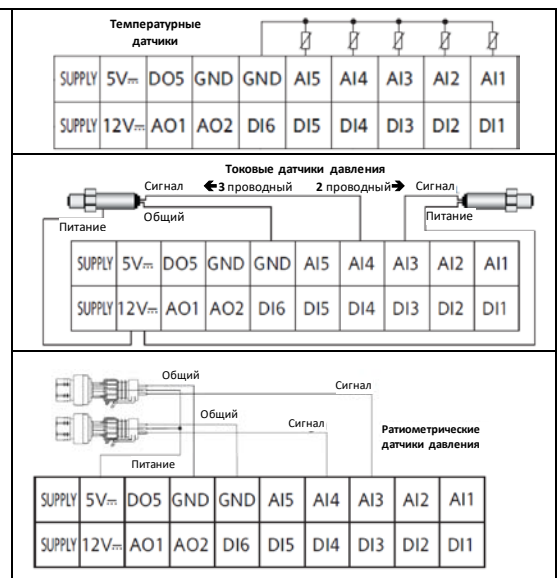 Температурные
датчики
SUPPLY 5V⎓ DO5 GND GND AI5 AI4 AI3 AI2 AI1
SUPPLY 12V⎓ AO1 AO2 DI6 DI5 DI4 DI3 DI2 DI1
Токовые датчики давления
Сигнал 🡸3 проводный 2 проводный🡺 Сигнал
Общий
Питание Питание
SUPPLY 5V⎓ DO5 GND GND AI5 AI4 AI3 AI2 AI1
SUPPLY 12V⎓ AO1 AO2 DI6 DI5 DI4 DI3 DI2 DI1
Общий
Сигнал
Общий
Сигнал
Ратиометрические
датчики давления
Питание
SUPPLY 5V⎓ DO5 GND GND AI5 AI4 AI3 AI2 AI1
SUPPLY 12V⎓ AO1 AO2 DI6 DI5 DI4 DI3 DI2 DI1